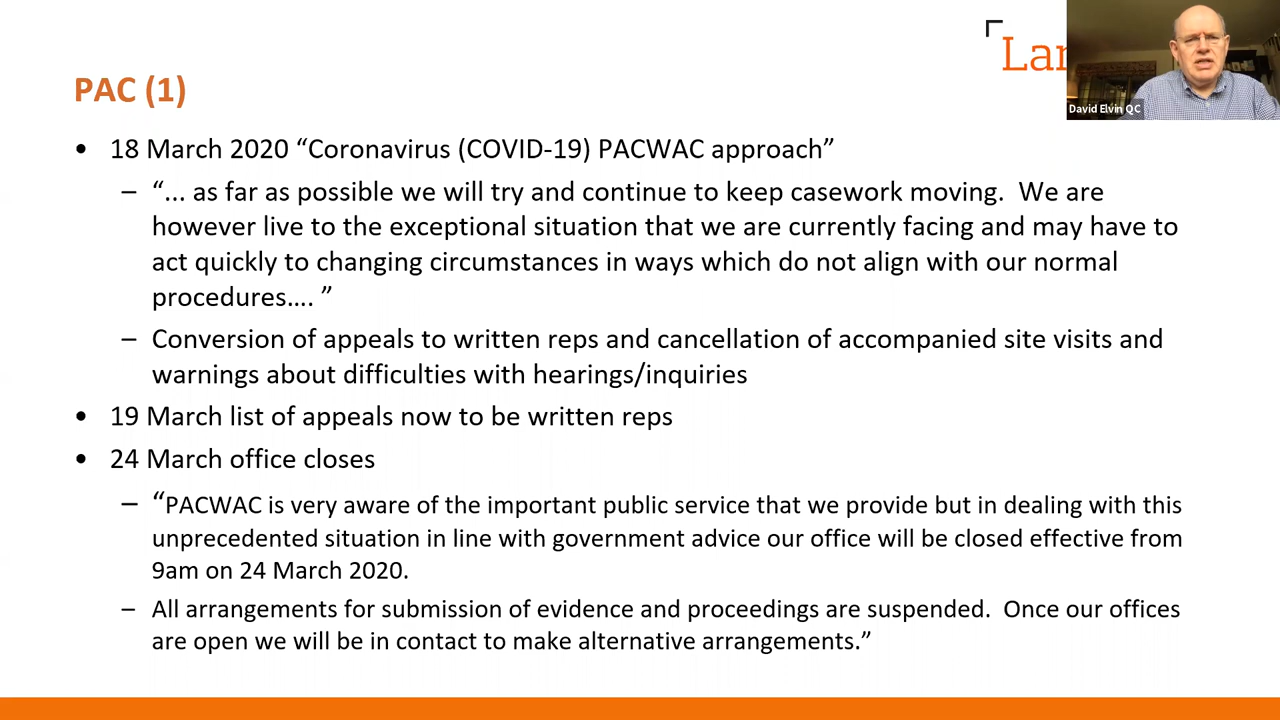 Lan
David Elvin QC
PAC (1)
• 18 March 2020 “Coronavirus (COVID-19) PACWAC approach”
– “... as far as possible we will try and continue to keep casework moving.  We are
however live to the exceptional situation that we are currently facing and may have to
act quickly to changing circumstances in ways which do not align with our normal
procedures.... ”
– Conversion of appeals to written reps and cancellation of accompanied site visits and
warnings about difficulties with hearings/inquiries
• 19 March list of appeals now to be written reps
• 24 March office closes
– “PACWAC is very aware of the important public service that we provide but in dealing with this
unprecedented situation in line with government advice our office will be closed effective from
9am on 24 March 2020.
– All arrangements for submission of evidence and proceedings are suspended.  Once our offices
are open we will be in contact to make alternative arrangements.”